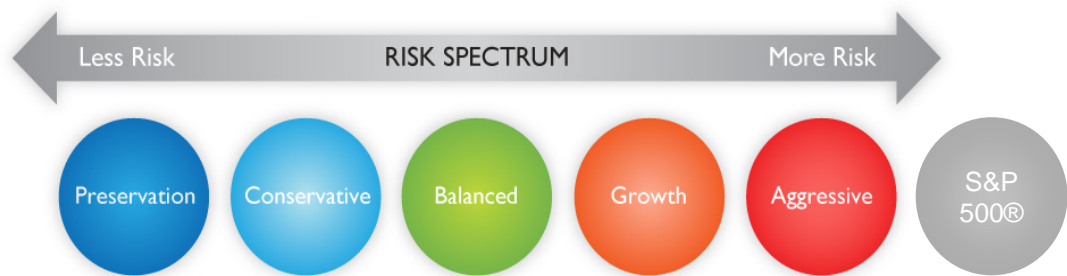 Less Risk RISK SPECTRUM More Risk
Preservation Conservative Balanced Growth Aggressive S&P
500®